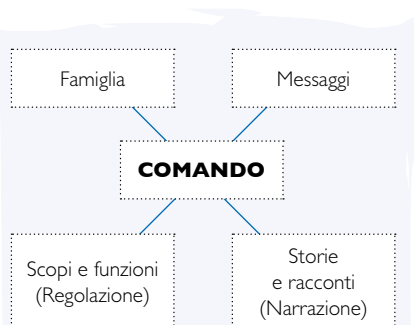 Famiglia
Messaggi
COMANDO
Scopi e funzioni
(Regolazione)
Storie
e racconti
(Narrazione)